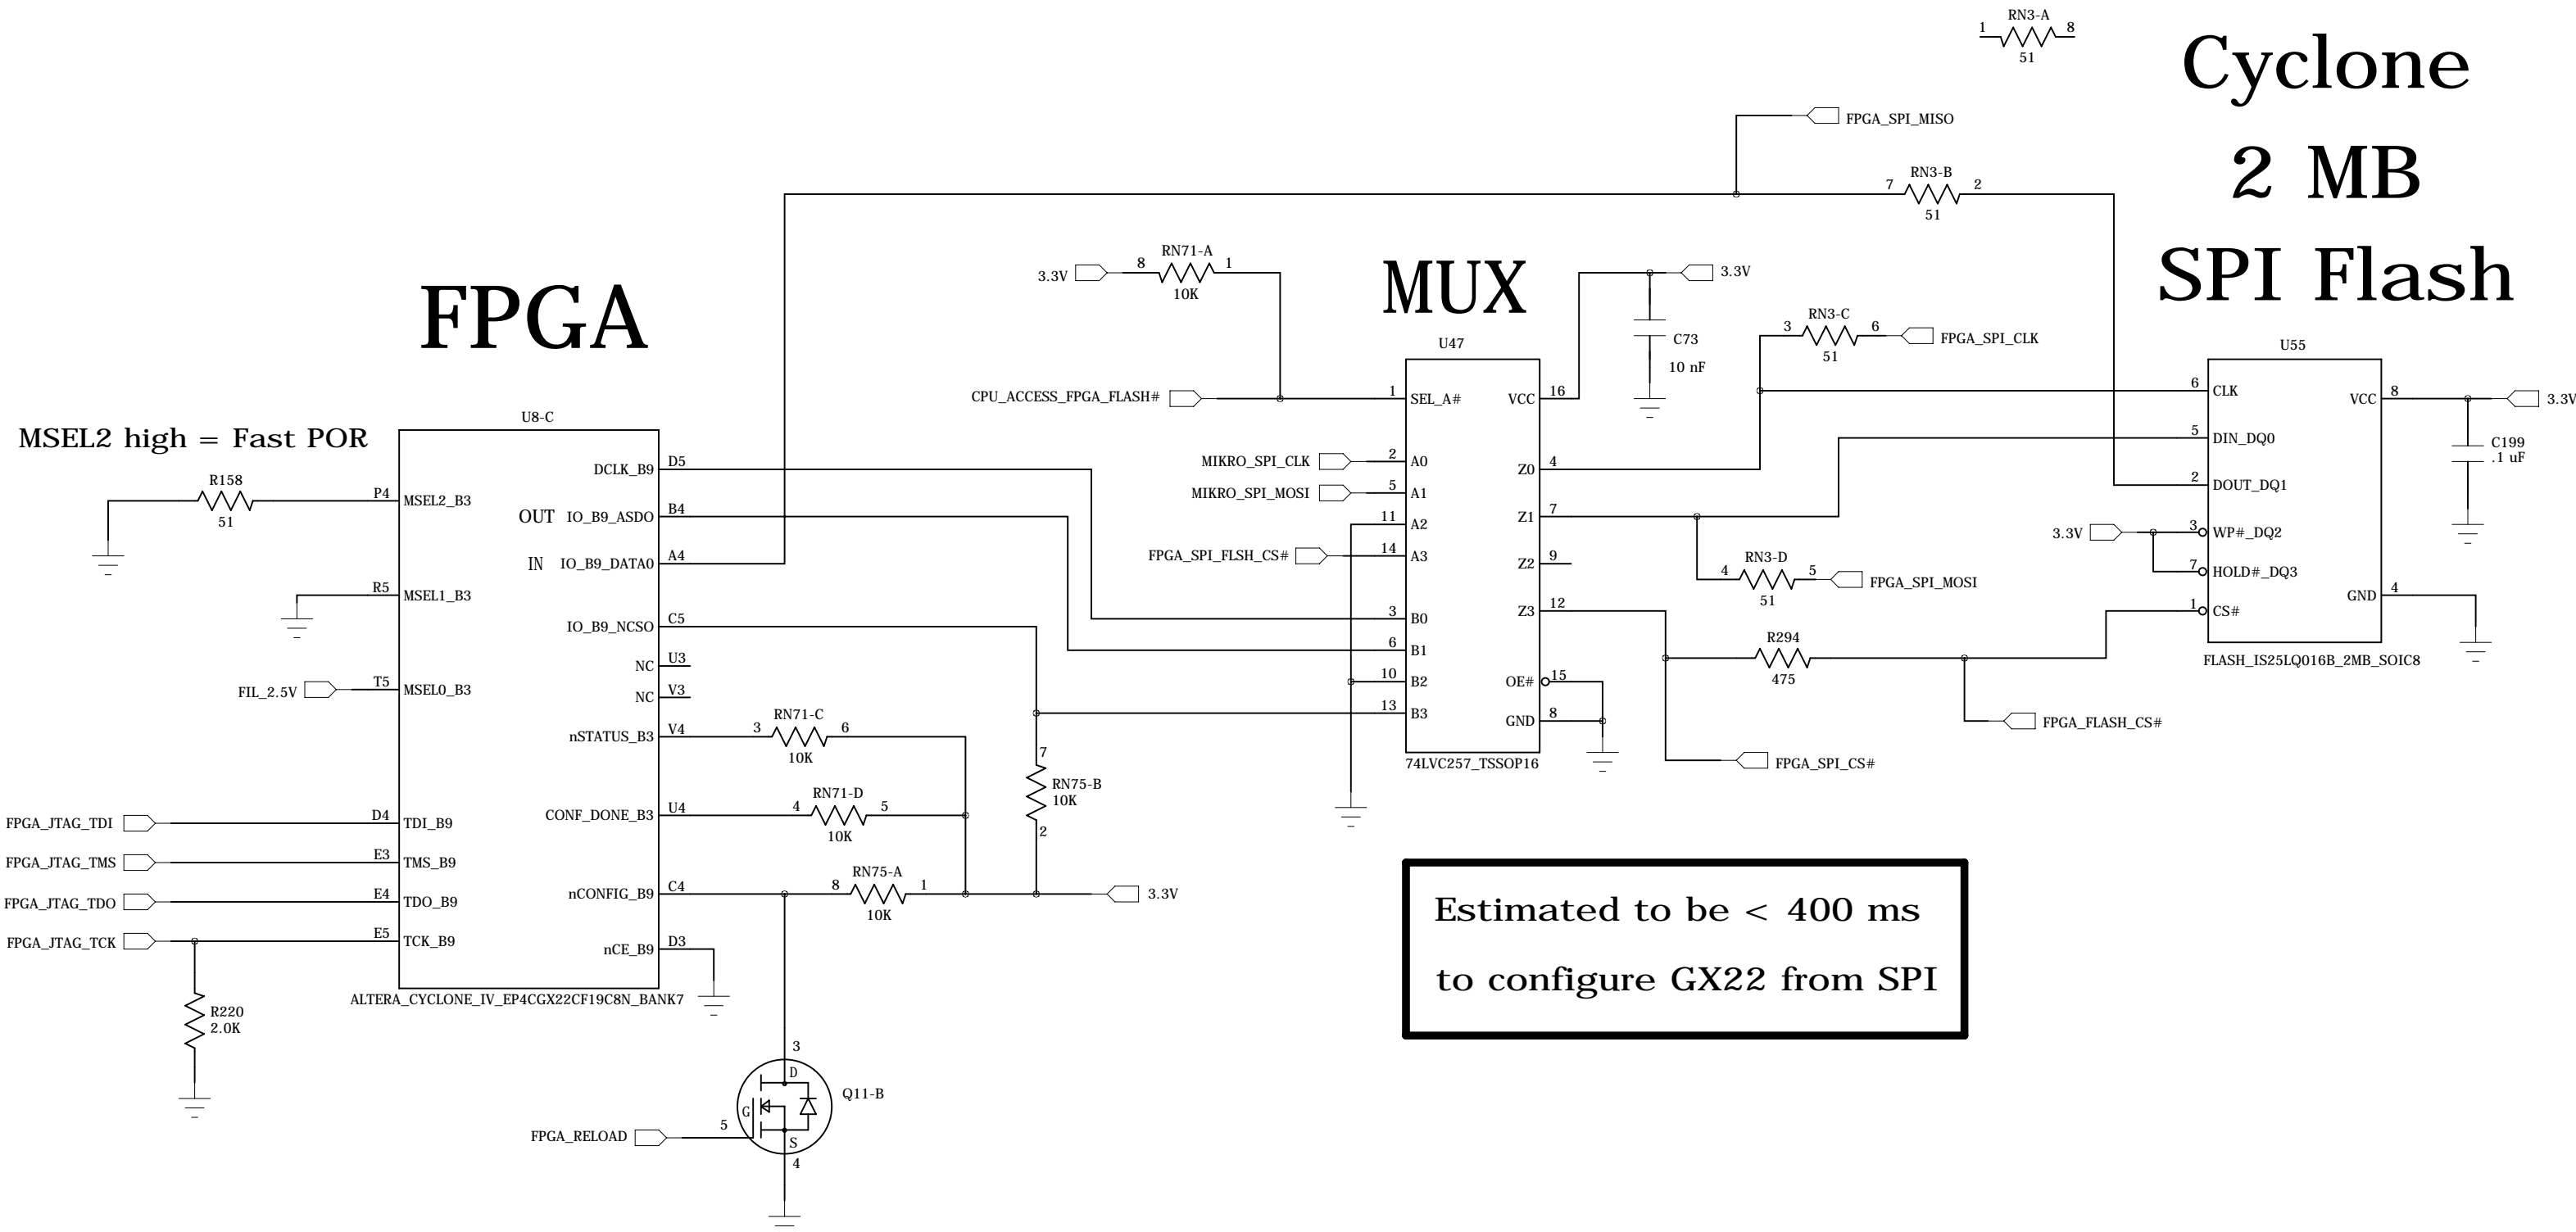 RN3-A
1 8
51
Cyclone
2 MB
SPI Flash
FPGA_SPI_MISO
RN3-B
7 2
51
RN71-A
3.3V 8 1
10K
FPGA
MUX
3.3V
C73
10 nF
RN3-C
3 6
51
FPGA_SPI_CLK
U47
CPU_ACCESS_FPGA_FLASH#
1 SEL_A# VCC 16
MIKRO_SPI_CLK 2 A0 Z0 4
MIKRO_SPI_MOSI 5 A1
11 A2 Z1 7
FPGA_SPI_FLSH_CS# 14 A3 Z2 9
3 B0 Z3 12
6 B1
10 B2 OE# 15
13 B3 GND 8
74LVC257_TSSOP16
RN3-D
4 5
51
FPGA_SPI_MOSI
R294
475
FPGA_FLASH_CS#
FPGA_SPI_CS#
U55
6 CLK VCC 8 3.3V
5 DIN_DQ0
C199
.1 uF
2 DOUT_DQ1
3.3V 3 WP#_DQ2
7 HOLD#_DQ3
GND 4
1 CS#
FLASH_IS25LQ016B_2MB_SOIC8
MSEL2 high = Fast POR
U8-C
R158
51
P4 MSEL2_B3
R5 MSEL1_B3
FIL_2.5V T5 MSEL0_B3
FPGA_JTAG_TDI D4 TDI_B9
FPGA_JTAG_TMS E3 TMS_B9
FPGA_JTAG_TDO E4 TDO_B9
FPGA_JTAG_TCK E5 TCK_B9
R220
2.0K
DCLK_B9 D5
OUT IO_B9_ASDO B4
IN IO_B9_DATA0 A4
IO_B9_NCSO C5
NC U3
NC V3
nSTATUS_B3 V4
CONF_DONE_B3 U4
nCONFIG_B9 C4
nCE_B9 D3
ALTERA_CYCLONE_IV_EP4CGX22CF19C8N_BANK7
RN71-C
3 6
10K
RN71-D
4 5
10K
RN75-A
8 1
10K
7
RN75-B
10K
2
3.3V
3
D
Q11-B
G
FPGA_RELOAD 5
S
4
Estimated to be < 400 ms
to configure GX22 from SPI